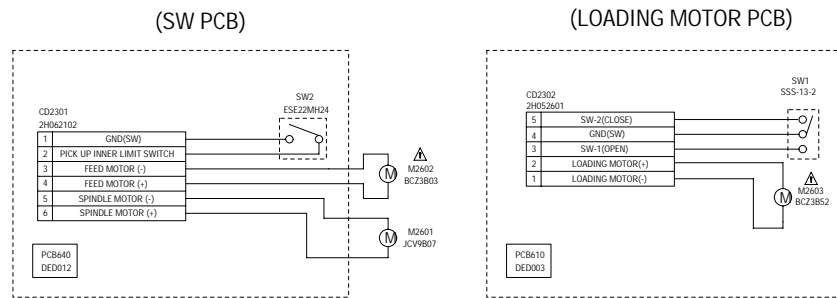 (SW PCB)
SW2
ESE22MH24
CD2301
2H062102
1 GND(SW)
2 PICK UP INNER LIMIT SWITCH
3 FEED MOTOR (-)
4 FEED MOTOR (+)
5 SPINDLE MOTOR (-)
6 SPINDLE MOTOR (+)
M
M2602
BCZ3B03
M
M2601
JCV9B07
PCB640
DED012
(LOADING MOTOR PCB)
SW1
SSS-13-2
CD2302
2H052601
5 SW-2(CLOSE)
4 GND(SW)
3 SW-1(OPEN)
2 LOADING MOTOR(+)
1 LOADING MOTOR(-)
M
M2603
BCZ3B52
PCB610
DED003